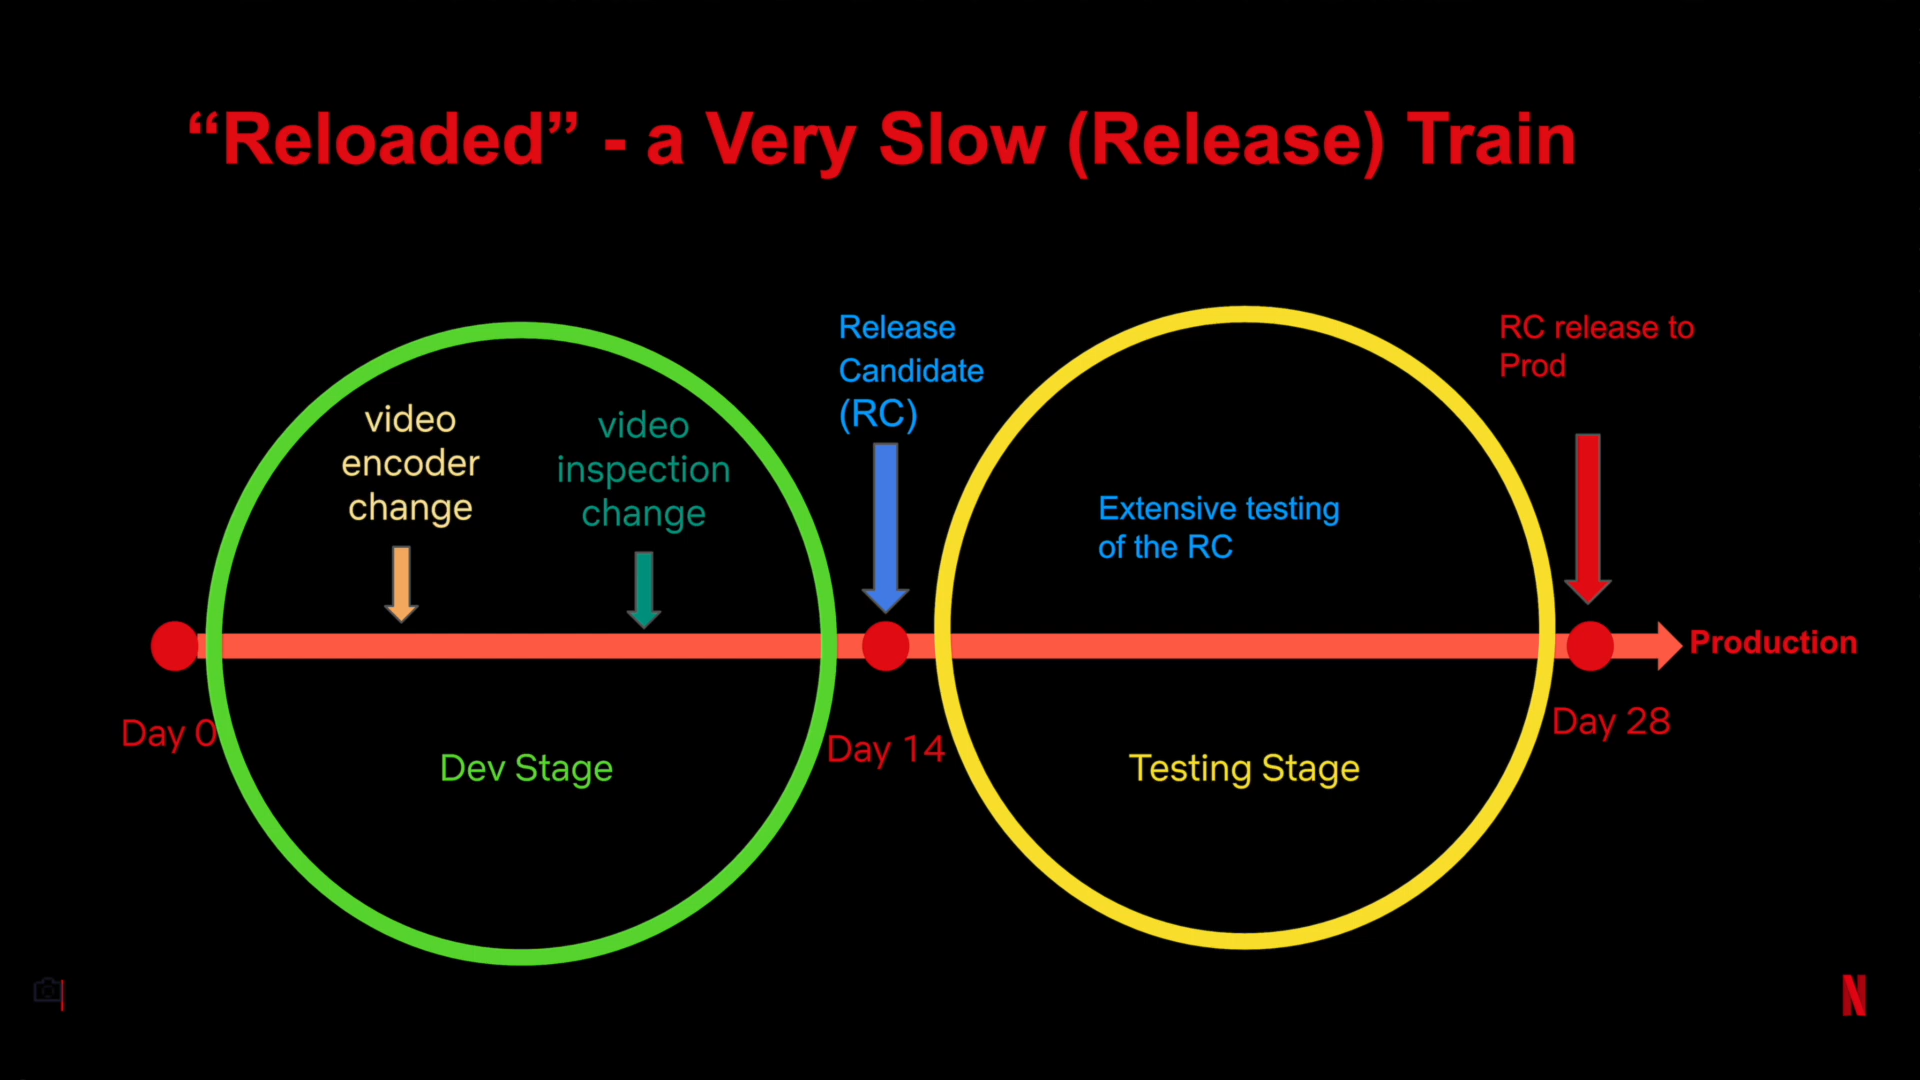 “Reloaded” - a Very Slow (Release) Train
video
encoder
change
video
inspection
change
Release
Candidate
(RC)
Extensive testing
of the RC
RC release to
Prod
Production
Day 0
Day 14
Day 28
Dev Stage
Testing Stage
N